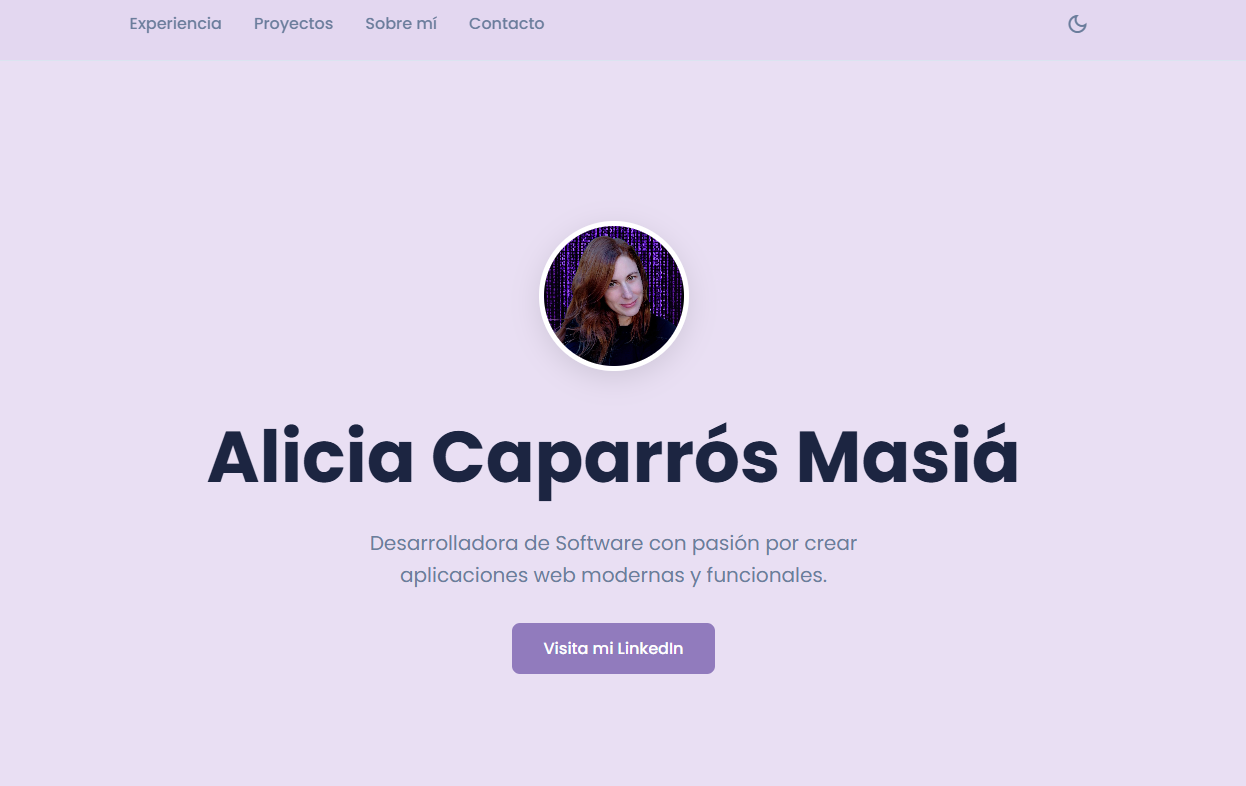 Experiencia Proyectos Sobre mí Contacto
Alicia Caparrós Masiá
Desarrolladora de Software con pasión por crear
aplicaciones web modernas y funcionales.
Visita mi LinkedIn